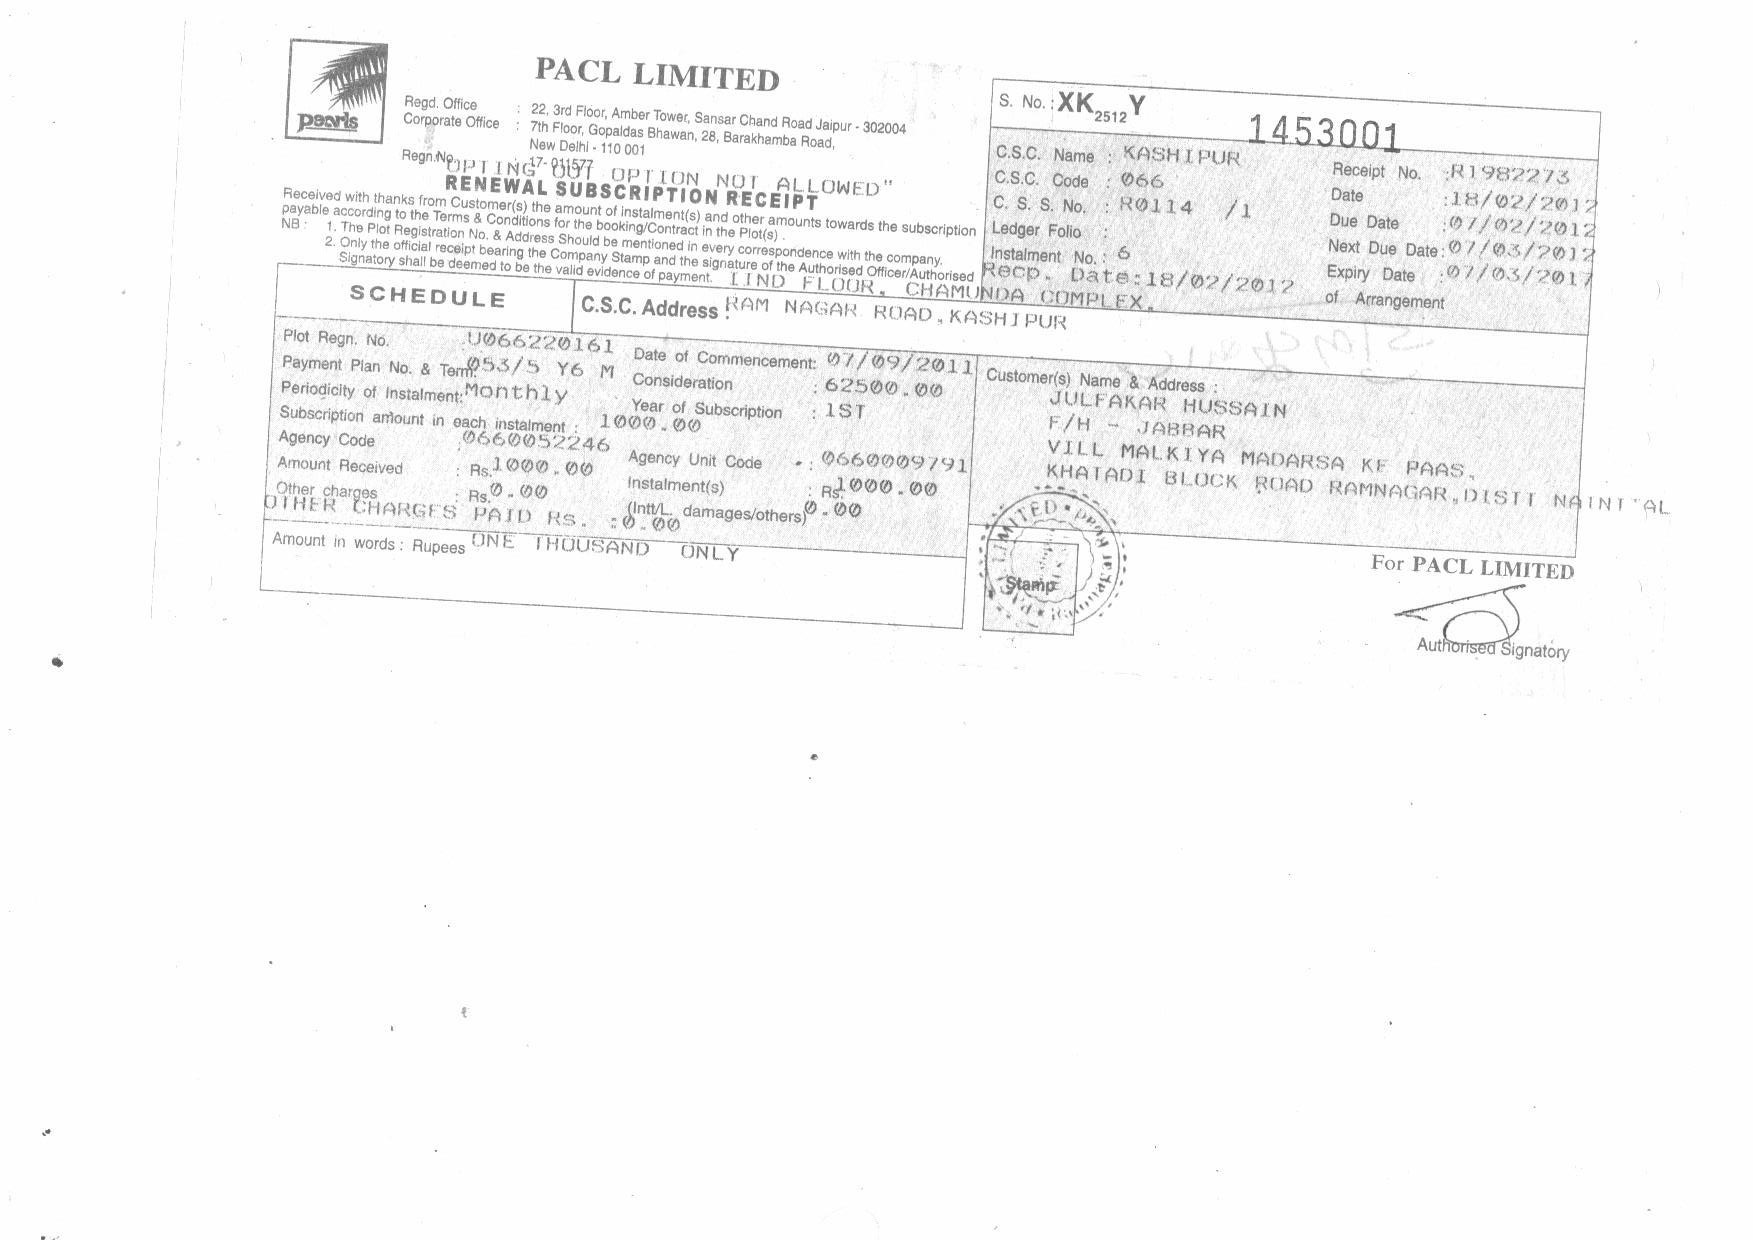 pearls
PACL LIMITED
Regd. Office : 22, 3rd Floor, Amber Tower, Sansar Chand Road Jaipur - 302004
Corporate Office : 7th Floor, Gopaldas Bhawan, 28, Barakhamba Road,
New Delhi - 110 001
Regn.No. 17- 011577
OPTING OUT OPTION NOT ALLOWED"
RENEWAL SUBSCRIPTION RECEIPT
Received with thanks from Customer(s) the amount of instalment(s) and other amounts towards the subscription
payable according to the Terms & Conditions for the booking/Contract in the Plot(s) .
NB : 1. The Plot Registration No. & Address Should be mentioned in every correspondence with the company.
2. Only the official receipt bearing the Company Stamp and the signature of the Authorised Officer/Authorised
Signatory shall be deemed to be the valid evidence of payment.
S. No. : XK 2512 Y 1453001
C.S.C. Name : KASHIPUR
C.S.C. Code : 066
C. S. S. No. : R0114 /1
Ledger Folio :
Instalment No. : 6
Recp. Date:18/02/2012
Receipt No. :R1982273
Date :18/02/2012
Due Date :07/02/2012
Next Due Date:07/03/2012
Expiry Date :07/03/2017
of Arrangement
SCHEDULE
C.S.C. Address : IIND FLOOR, CHAMUNDA COMPLEX,
RAM NAGAR ROAD,KASHIPUR
Plot Regn. No. :U066220161
Date of Commencement: 07/09/2011
Payment Plan No. & Term:053/5 Y6 M
Consideration : 62500.00
Periodicity of Instalment:Monthly
Year of Subscription : 1ST
Subscription amount in each instalment : 1000.00
Agency Code :0660052246
Agency Unit Code : 0660009791
Amount Received : Rs.1000.00
Instalment(s) : Rs.1000.00
Other charges : Rs.0.00
(Intt/L. damages/others)0.00
OTHER CHARGES PAID Rs. :0.00
Amount in words : Rupees ONE THOUSAND ONLY
Customer(s) Name & Address :
JULFAKAR HUSSAIN
F/H - JABBAR
VILL MALKIYA MADARSA KE PAAS,
KHATADI BLOCK ROAD RAMNAGAR,DISTT NAINITAL
Stamp
For PACL LIMITED
Authorised Signatory